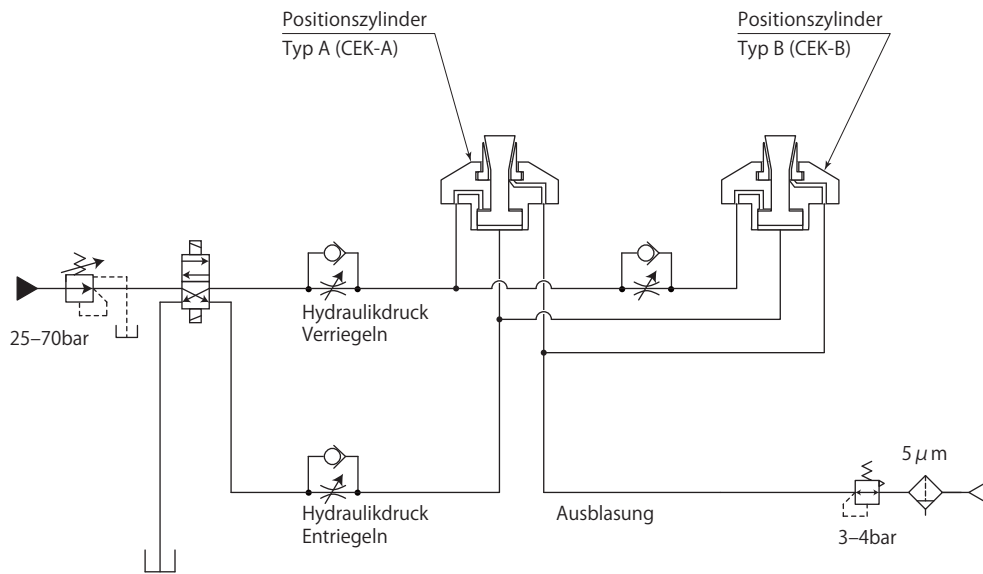 Positionszylinder
Typ A (CEK-A)
Positionszylinder
Typ B (CEK-B)
25–70bar
Hydraulikdruck
Verriegeln
Hydraulikdruck
Entriegeln
Ausblasung
5 μm
3–4bar